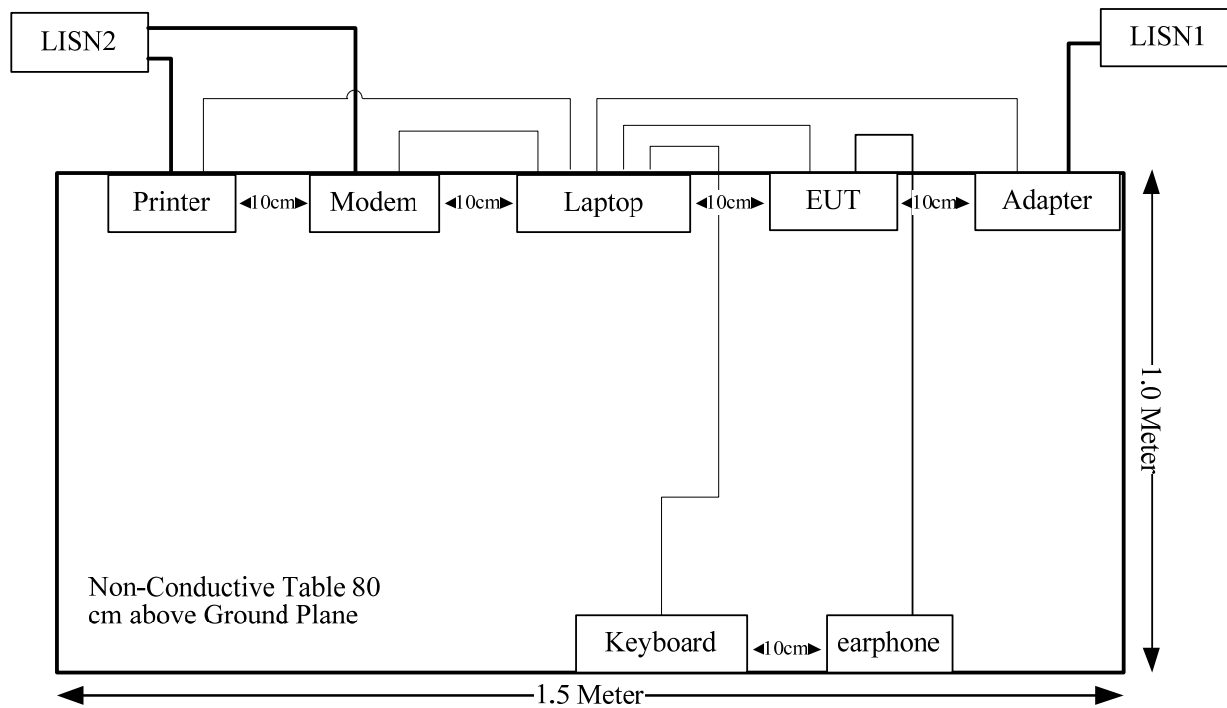 LISN2
LISN1
Printer
10cm
Modem
10cm
Laptop
10cm
EUT
10cm
Adapter
1.0 Meter
Non-Conductive Table 80
cm above Ground Plane
Keyboard
10cm
earphone
1.5 Meter